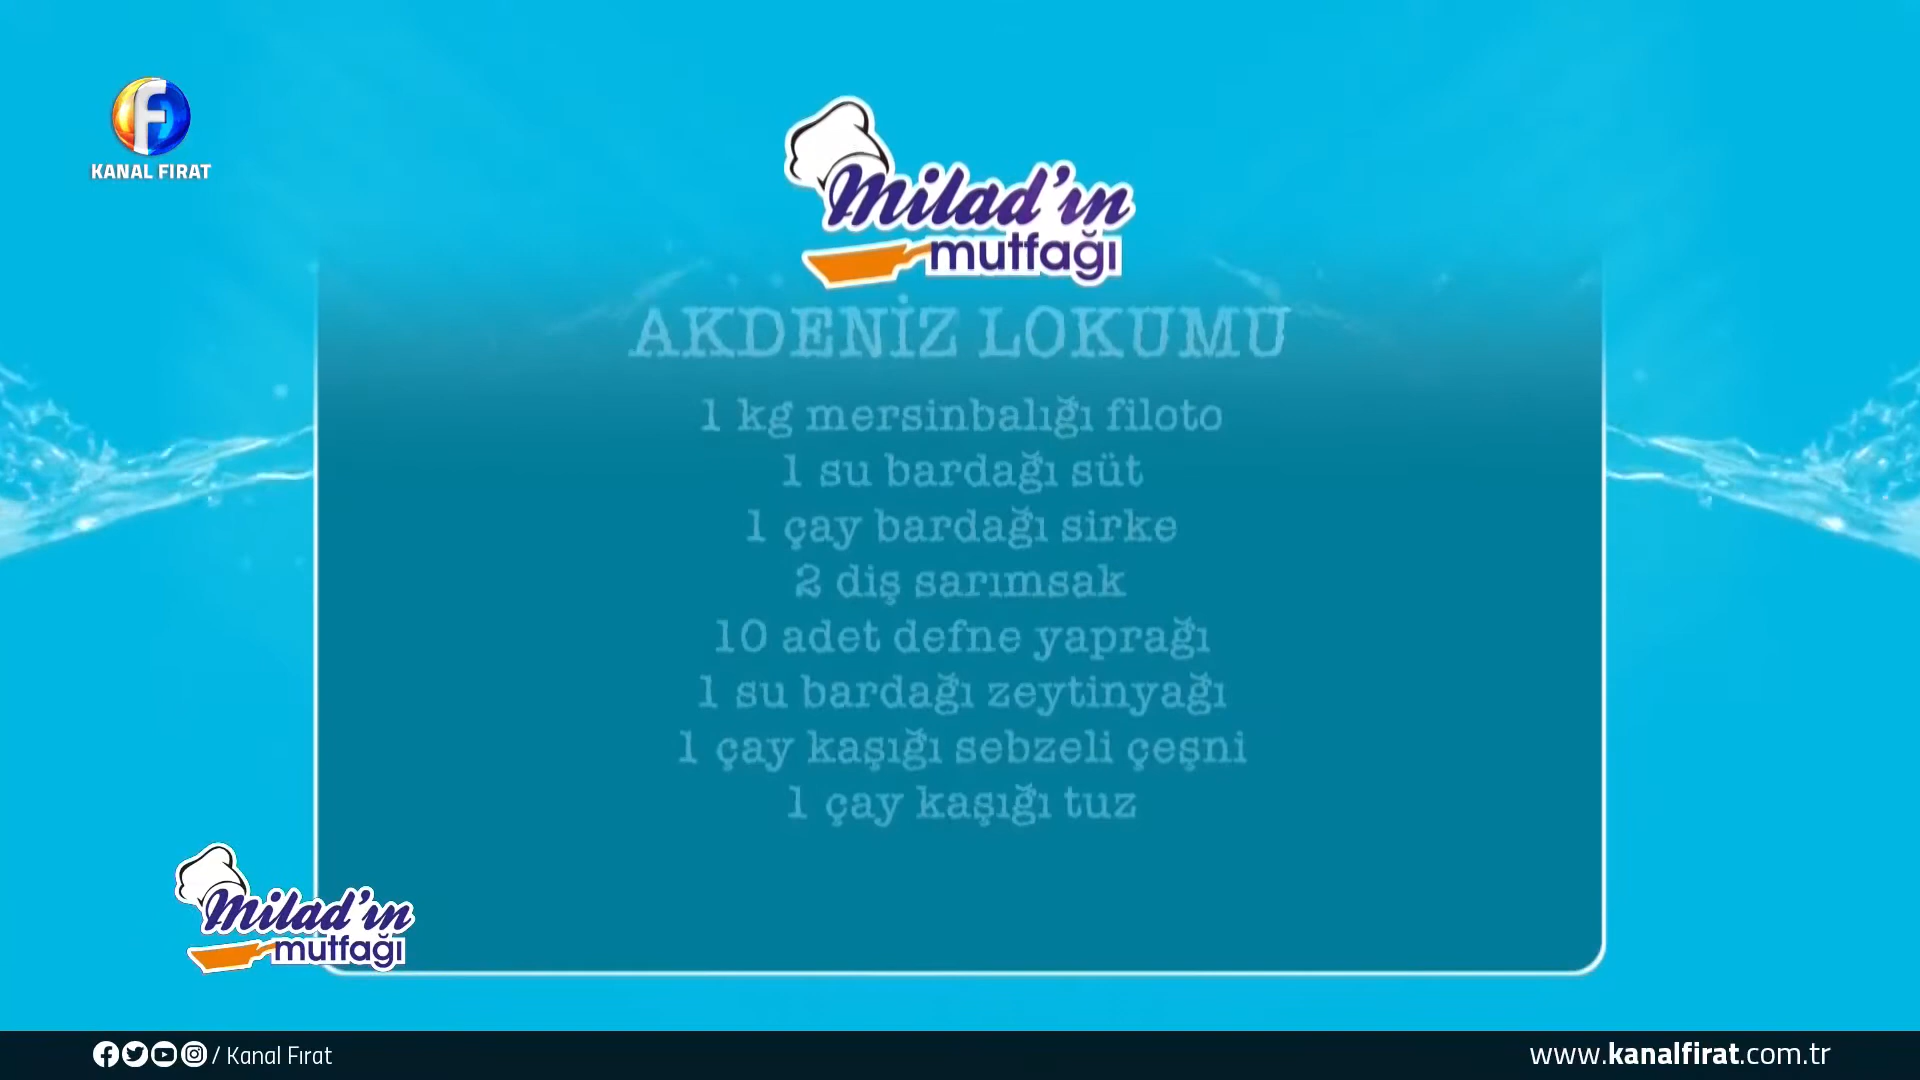 KANAL FIRAT
Milad'ın
mutfağı
AKDENİZ LOKUMU
1 kg mersinbalığı filoto
1 su bardağı süt
1 çay bardağı sirke
2 diş sarımsak
10 adet defne yaprağı
1 su bardağı zeytinyağı
1 çay kaşığı sebzeli çeşni
1 çay kaşığı tuz
Milad'ın
mutfağı
/ Kanal Fırat
www.kanalfirat.com.tr